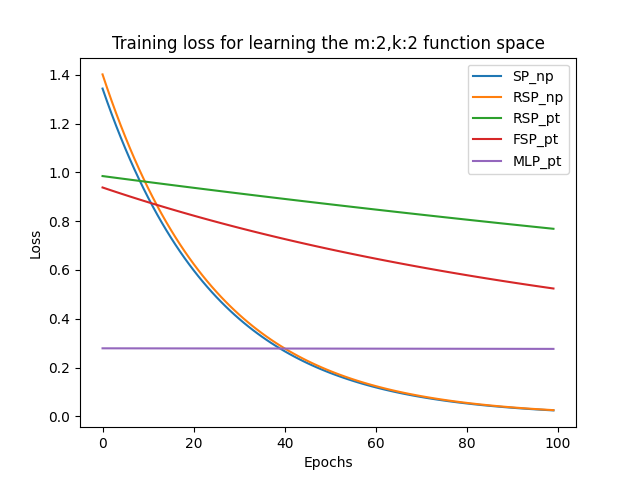 Training loss for learning the m:2,k:2 function space
SP_np
RSP_np
RSP_pt
FSP_pt
MLP_pt
Loss
1.4
1.2
1.0
0.8
0.6
0.4
0.2
0.0
0 20 40 60 80 100
Epochs